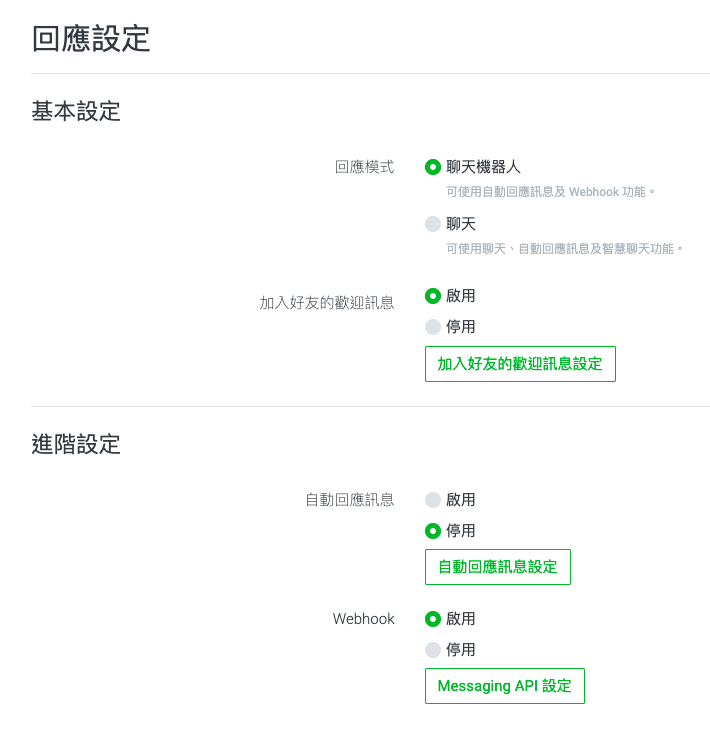 回應設定
基本設定
回應模式
聊天機器人
可使用自動回應訊息及 Webhook 功能。
聊天
可使用聊天、自動回應訊息及智慧聊天功能。
加入好友的歡迎訊息
啟用
停用
加入好友的歡迎訊息設定
進階設定
自動回應訊息
啟用
停用
自動回應訊息設定
Webhook
啟用
停用
Messaging API 設定